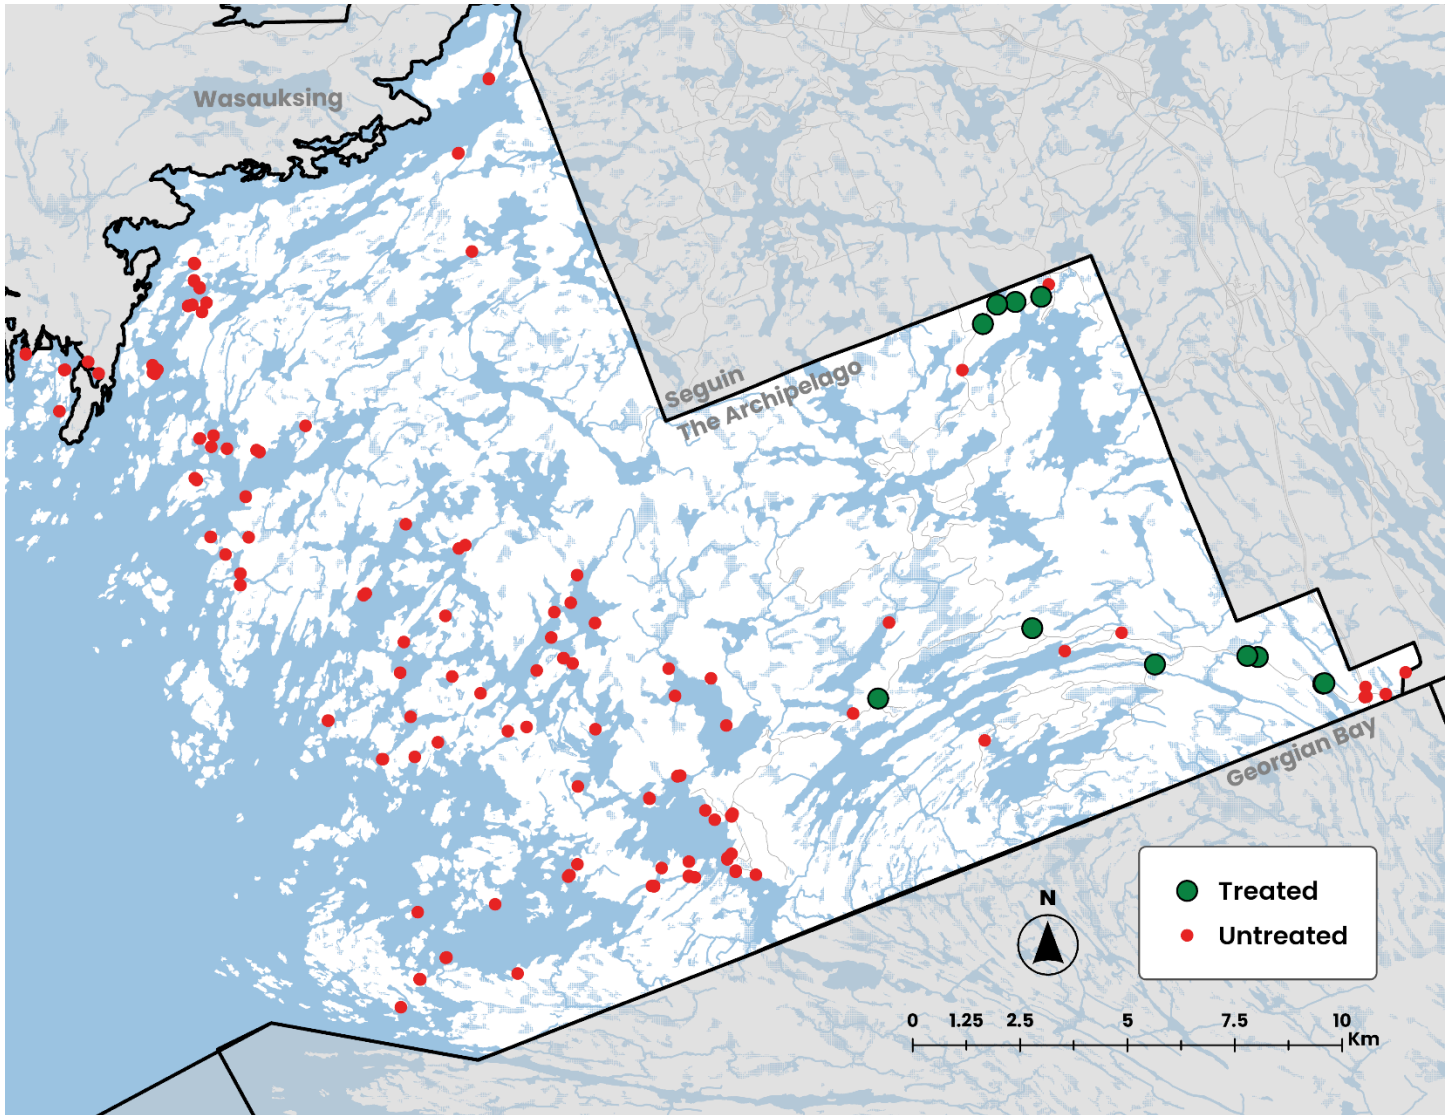 Wasauksing
Seguin
The Archipelago
Georgian Bay
N
Treated
Untreated
0 1.25 2.5 5 7.5 10
Km